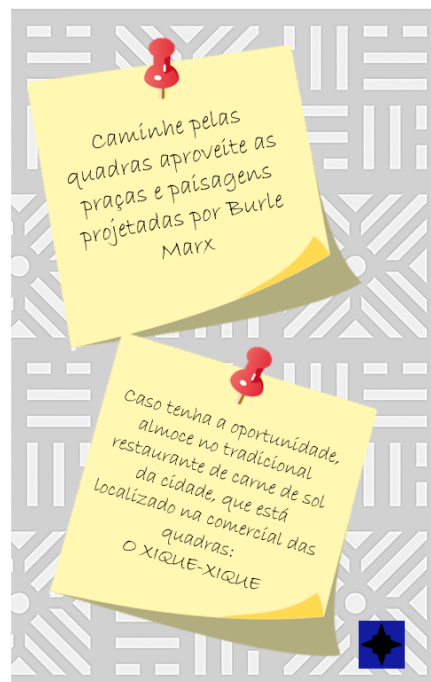 Caminhe pelas
quadras aproveite as
praças e paisagens
projetadas por Burle
Marx
Caso tenha a oportunidade,
almoce no tradicional
restaurante de carne de sol
da cidade, que está
localizado na comercial das
quadras:
O XIQUE-XIQUE